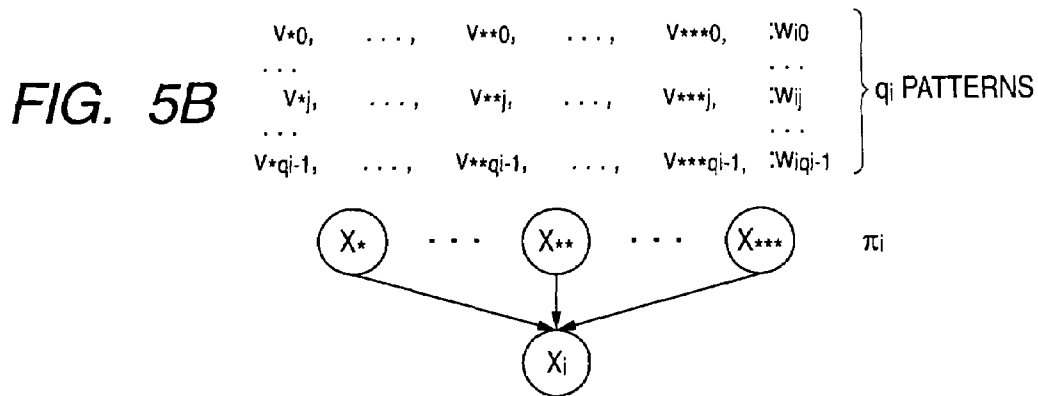 V*0, ..., V**0, ..., V***0, :Wi0
... ...
FIG. 5B V*j, ..., V**j, ..., V***j, :Wij qi PATTERNS
... ...
V*qi-1, ..., V**qi-1, ..., V***qi-1, :Wiqi-1
X* ... X** ... X*** πi
Xi